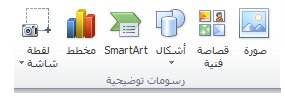 صورة
قصاصة فنية
أشكال
SmartArt
مخطط
لقطة شاشة
رسومات توضيحية